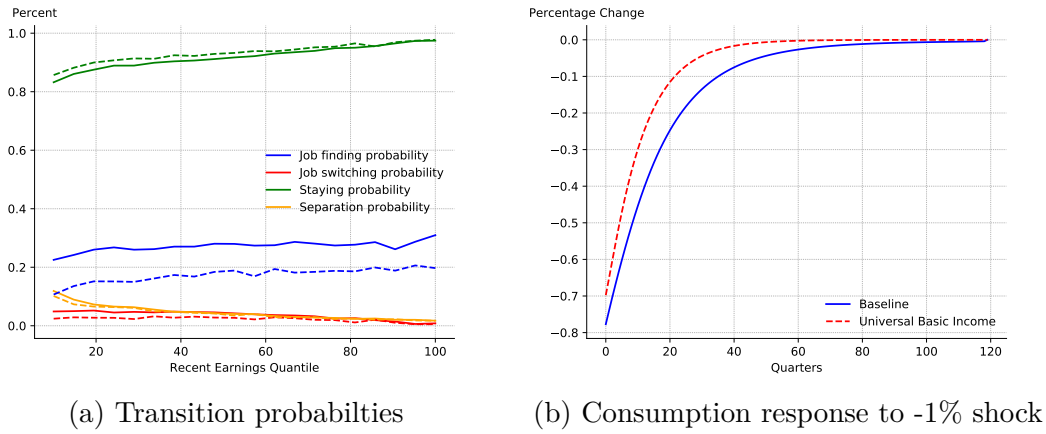 Percent
1.0
0.8
0.6
0.4
0.2
0.0
20
40
60
80
100
Recent Earnings Quantile
Job finding probability
Job switching probability
Staying probability
Separation probability
(a) Transition probabilties
Percentage Change
0.0
−0.1
−0.2
−0.3
−0.4
−0.5
−0.6
−0.7
−0.8
0
20
40
60
80
100
120
Quarters
Baseline
Universal Basic Income
(b) Consumption response to -1% shock